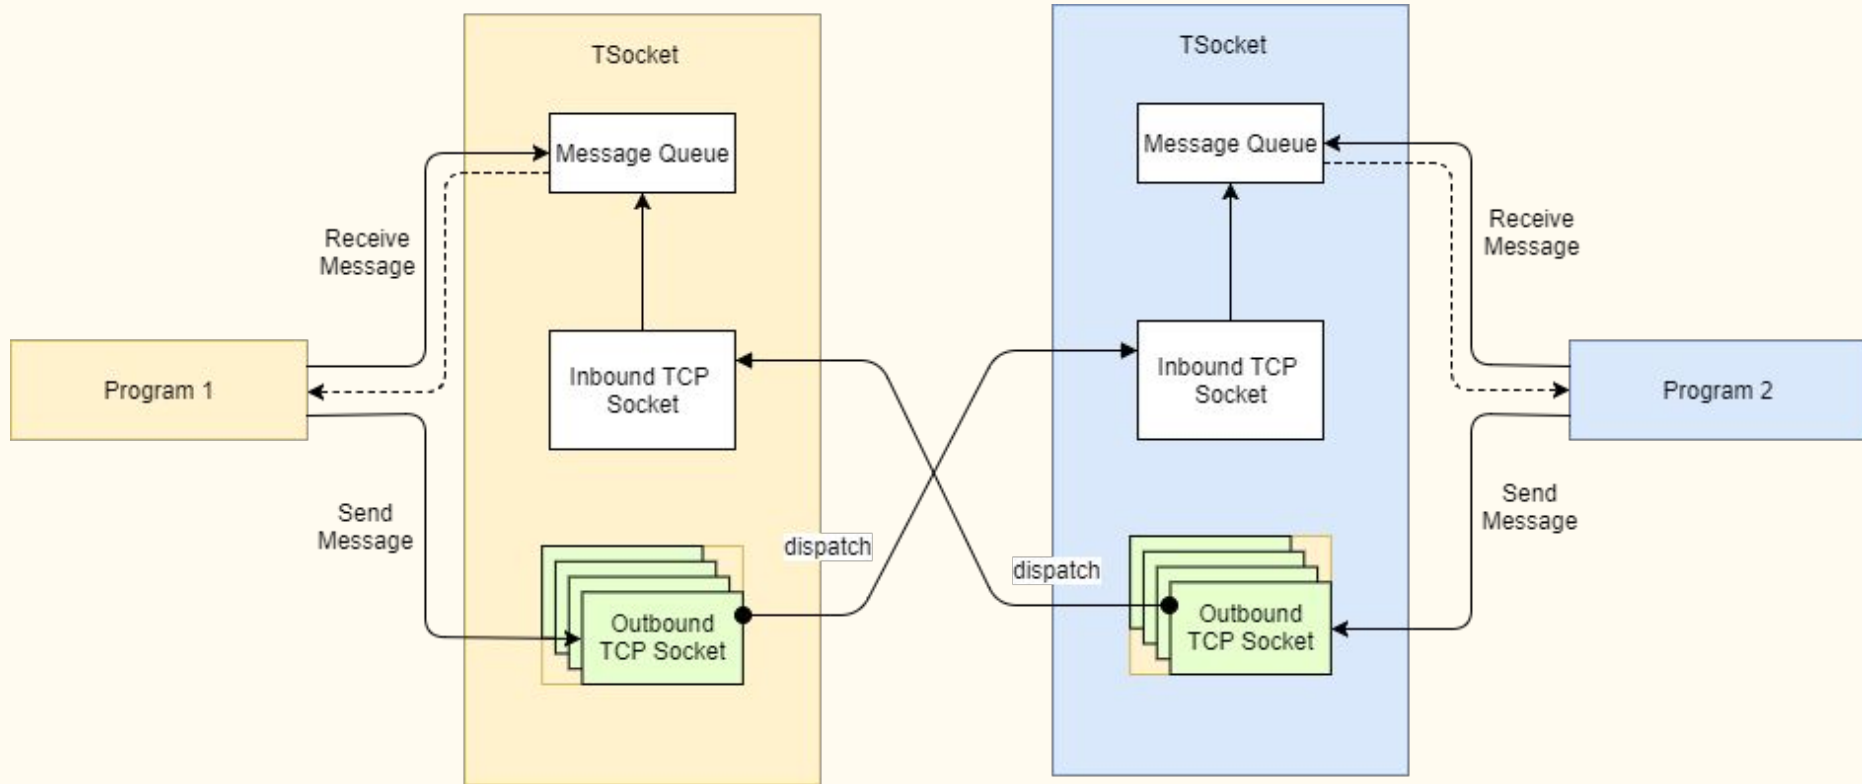 TSocket
Message Queue
Receive
Message
Inbound TCP
Socket
Program 1
Send
Message
dispatch
Outbound
TCP Socket
TSocket
Message Queue
Receive
Message
Inbound TCP
Socket
Program 2
Send
Message
dispatch
Outbound
TCP Socket